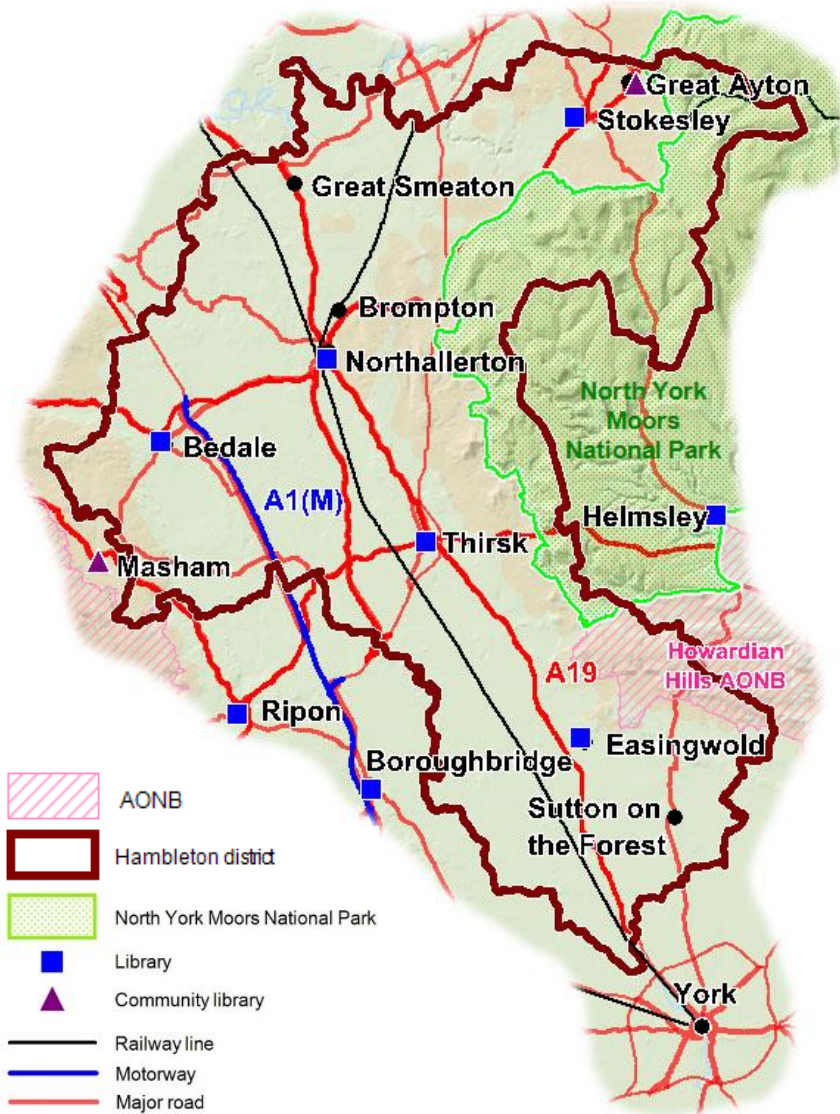 Great Ayton
Stokesley
Great Smeaton
Brompton
Northallerton
North York
Moors
National Park
Bedale
A1(M)
Helmsley
Thirsk
Masham
Howardian
Hills AONB
A19
Ripon
Easingwold
Boroughbridge
Sutton on
the Forest
York
AONB
Hambleton district
North York Moors National Park
Library
Community library
Railway line
Motorway
Major road